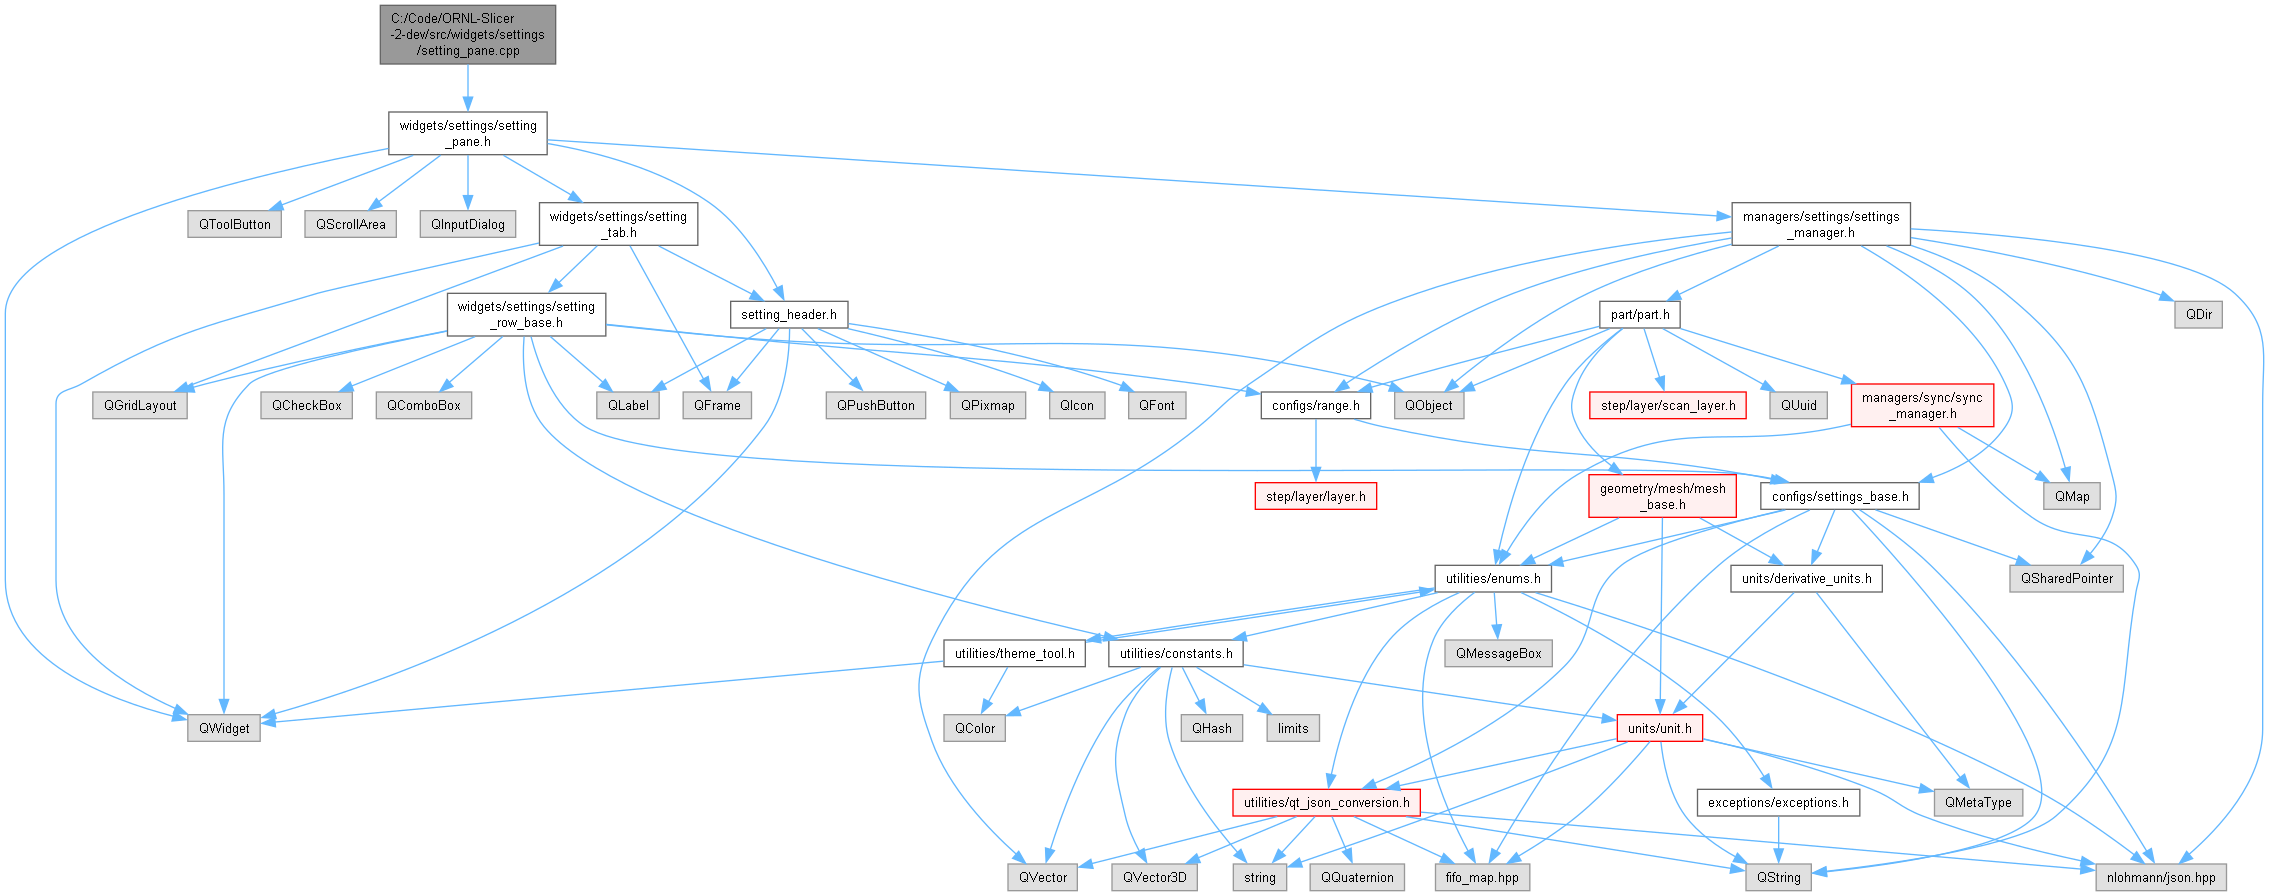 C:/Code/ORNL-Slicer
-2-dev/src/widgets/settings
/setting_pane.cpp
widgets/settings/setting
_pane.h
QToolButton
QScrollArea
QInputDialog
widgets/settings/setting
_tab.h
managers/settings/settings
_manager.h
widgets/settings/setting
_row_base.h
setting_header.h
part/part.h
QDir
QGridLayout
QCheckBox
QComboBox
QLabel
QFrame
QPushButton
QPixmap
QIcon
QFont
configs/range.h
QObject
step/layer/scan_layer.h
QUuid
managers/sync/sync
_manager.h
step/layer/layer.h
geometry/mesh/mesh
_base.h
configs/settings_base.h
QMap
utilities/enums.h
units/derivative_units.h
QSharedPointer
utilities/theme_tool.h
utilities/constants.h
QMessageBox
QWidget
QColor
QHash
limits
units/unit.h
utilities/qt_json_conversion.h
exceptions/exceptions.h
QMetaType
QVector
QVector3D
string
QQuaternion
fifo_map.hpp
QString
nlohmann/json.hpp